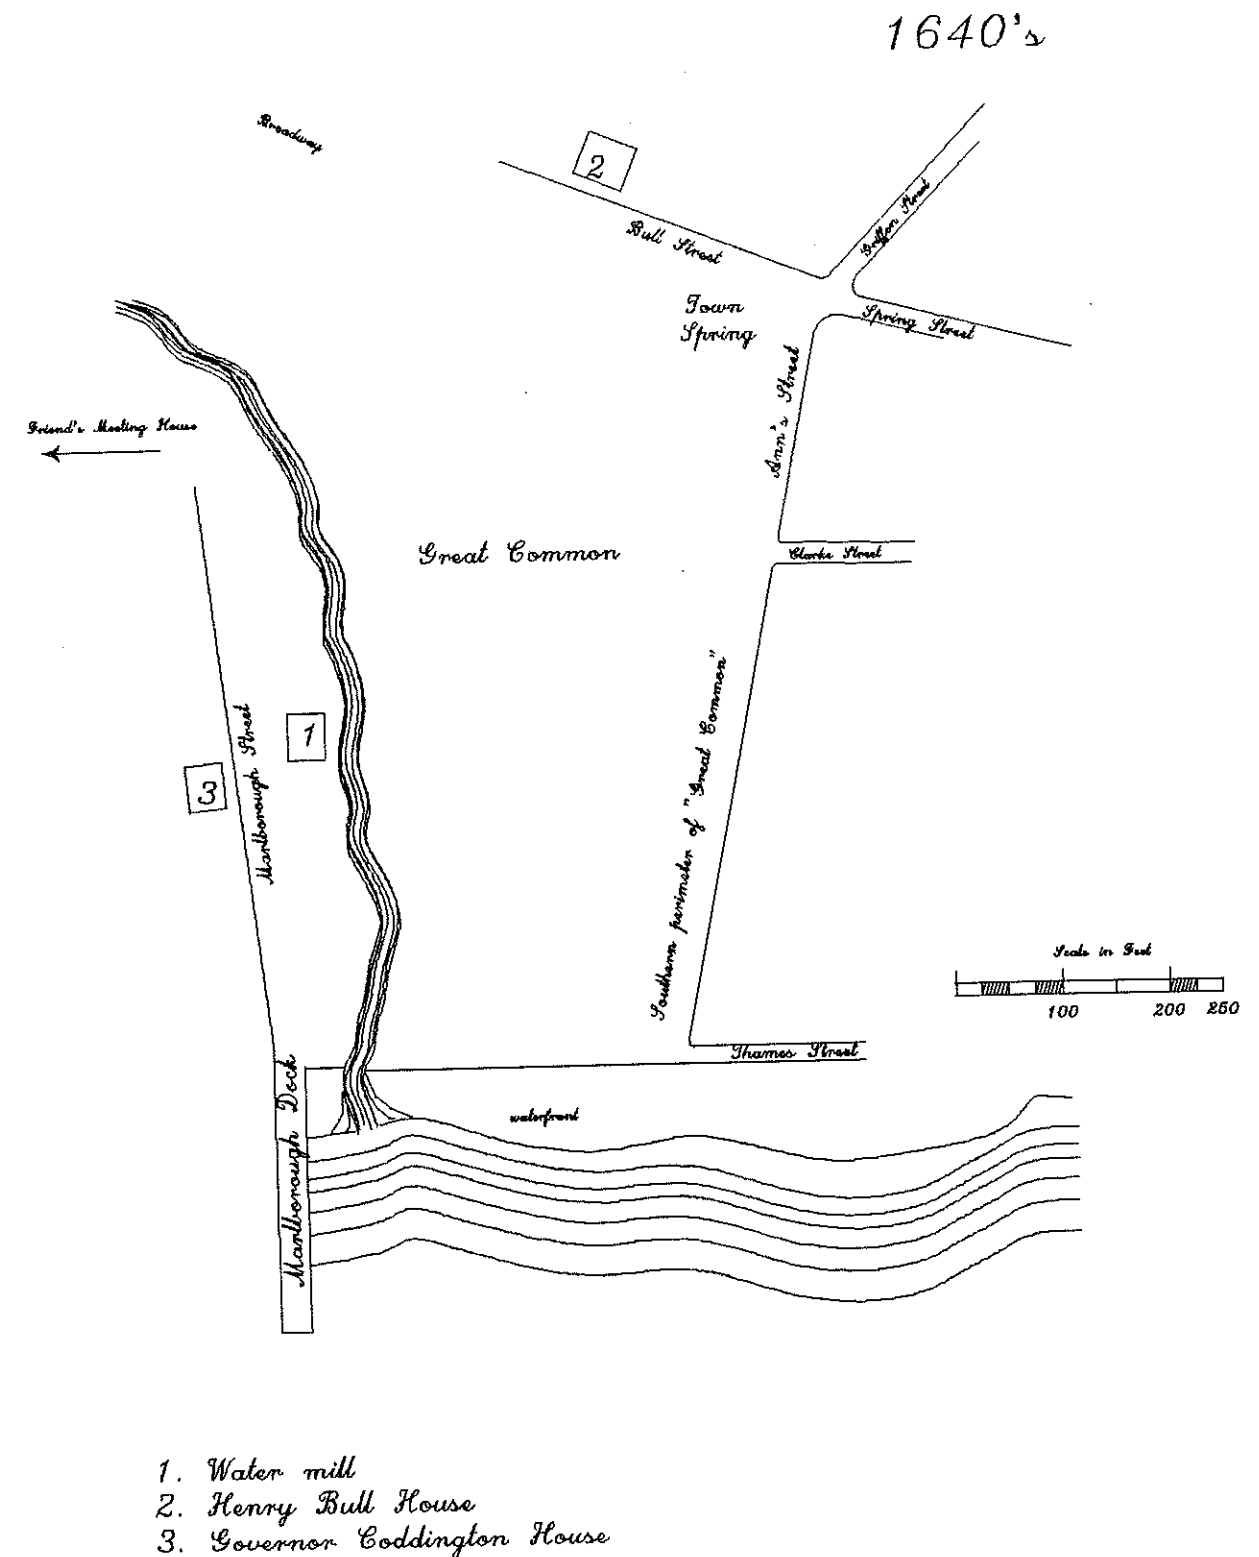 1640's
Broadway
2
Bull Street
Griffon Street
Town
Spring
Spring Street
Ann's Street
Friend's Meeting House
Great Common
Clarke Street
Marlborough Street
1
3
Southern perimeter of "Great Common"
Scale in Feet
100 200 250
Thames Street
Marlborough Dock
waterfront
1. Water mill
2. Henry Bull House
3. Governor Coddington House